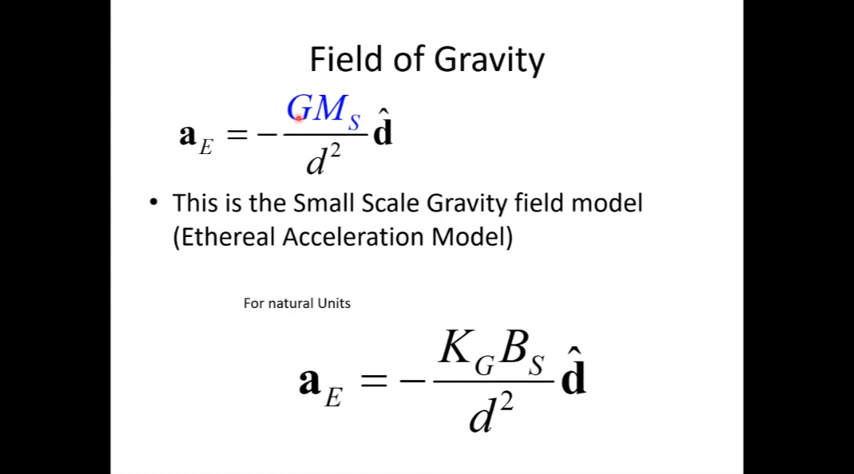 Field of Gravity
a_E = − GM_S / d² d̂
• This is the Small Scale Gravity field model
(Ethereal Acceleration Model)
For natural Units
a_E = − K_G B_S / d² d̂